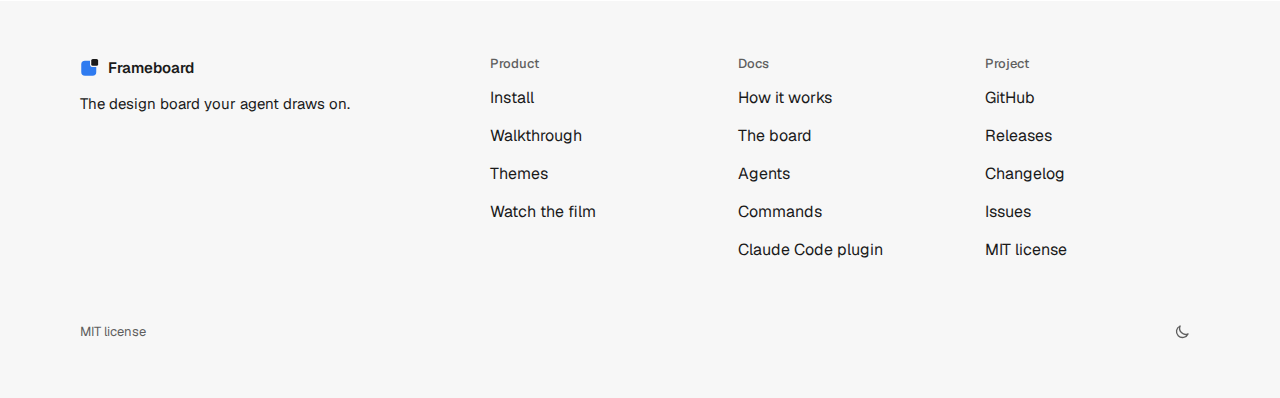 Frameboard
The design board your agent draws on.
Product
Install
Walkthrough
Themes
Watch the film
Docs
How it works
The board
Agents
Commands
Claude Code plugin
Project
GitHub
Releases
Changelog
Issues
MIT license
MIT license